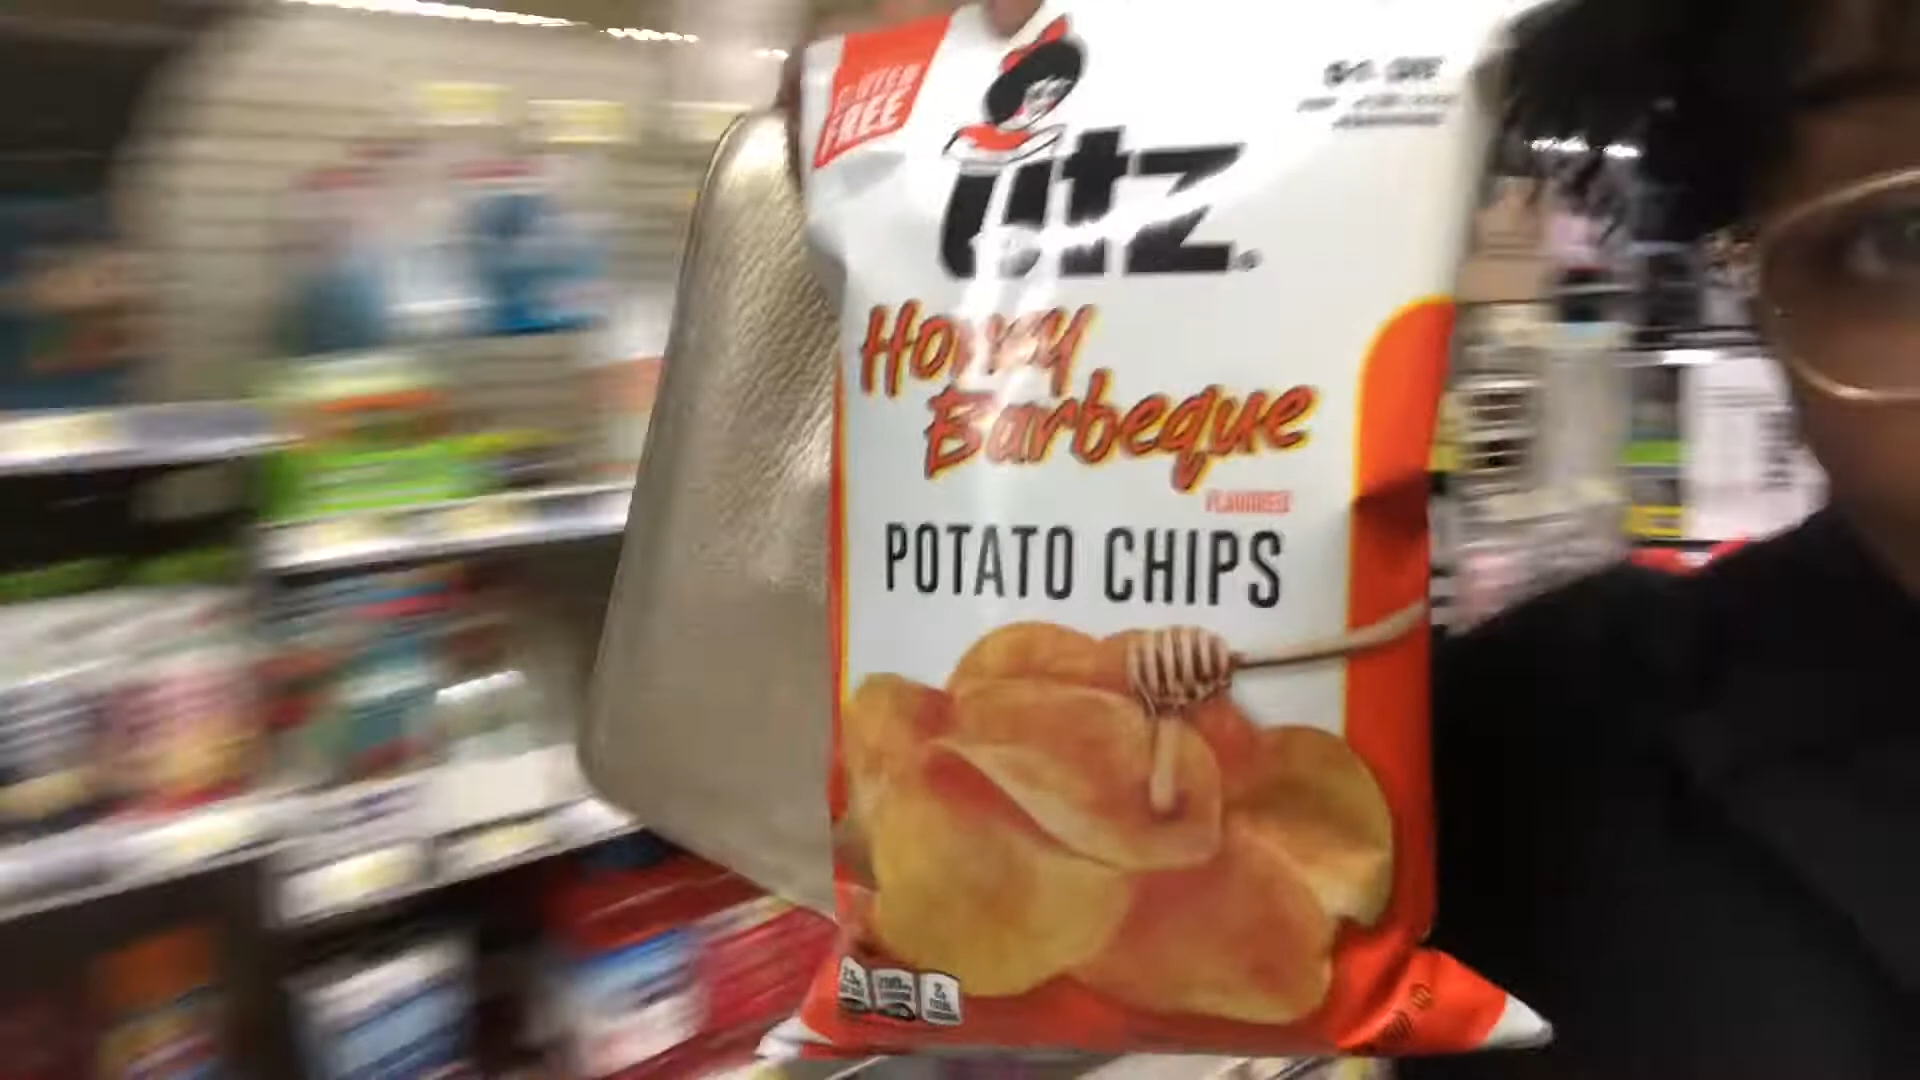 GLUTEN
FREE
Utz
Honey
Barbeque
FLAVORED
POTATO CHIPS